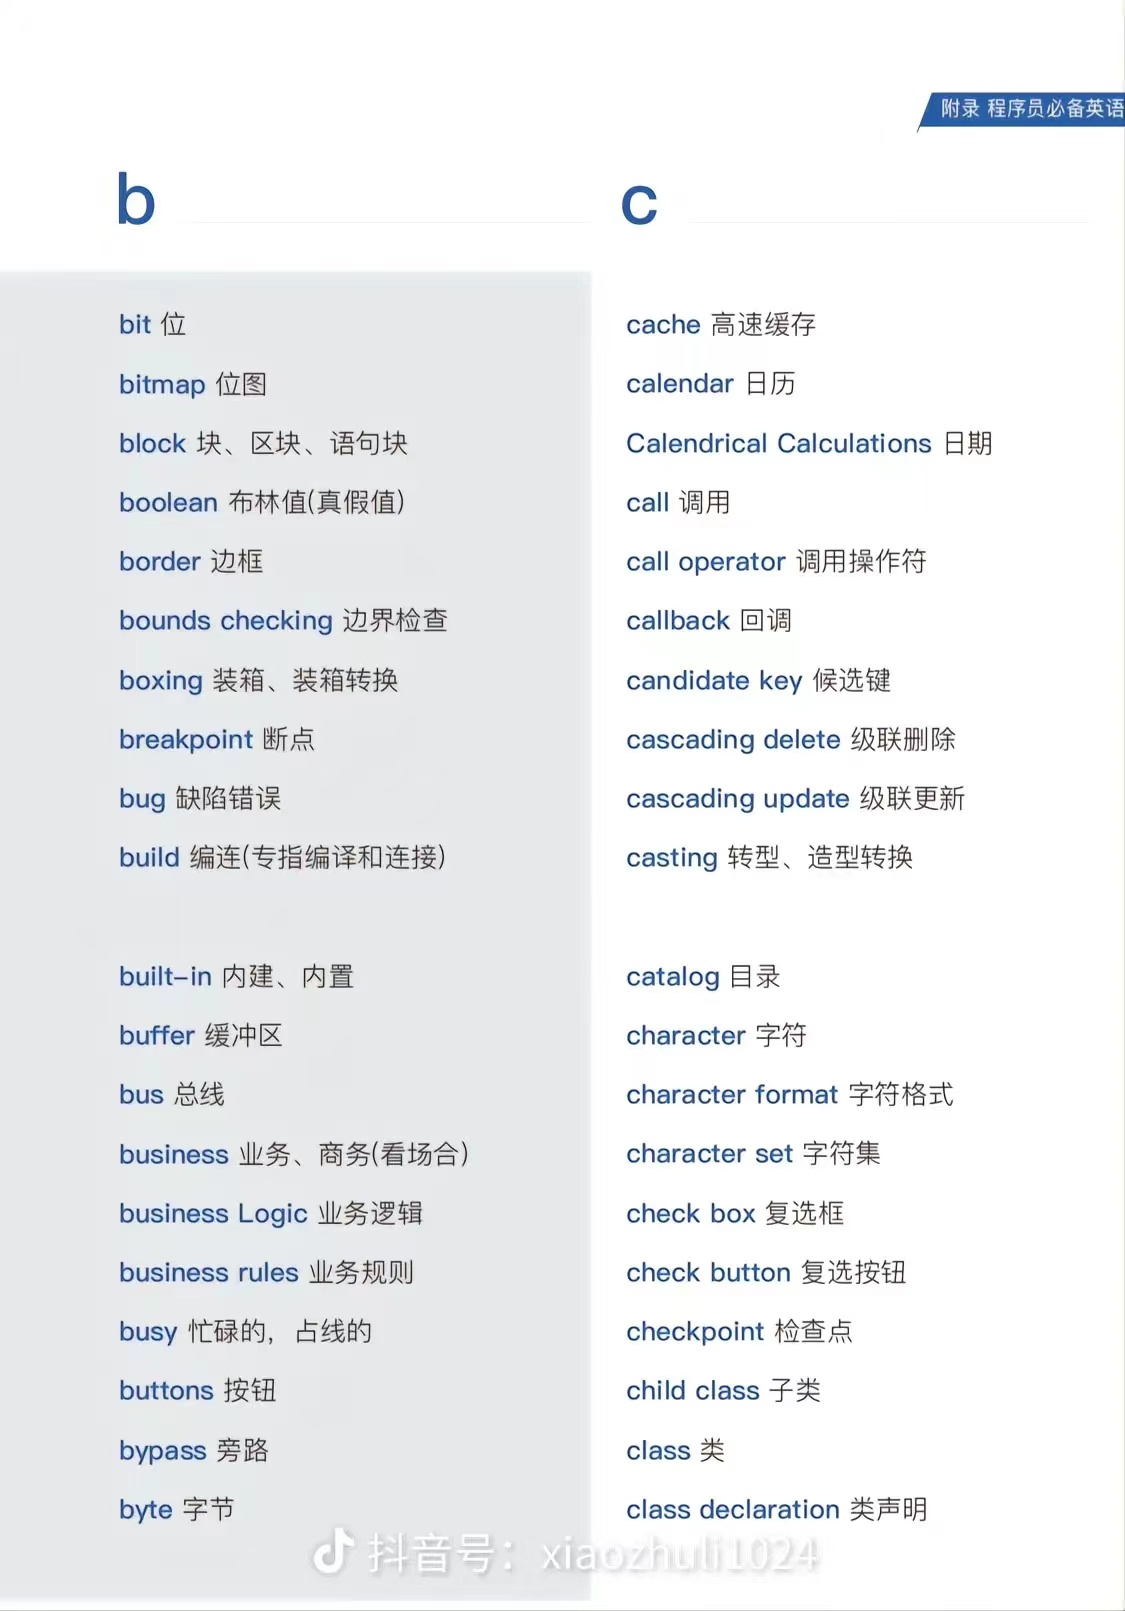 附录 程序员必备英语
b
bit 位
bitmap 位图
block 块、区块、语句块
boolean 布林值(真假值)
border 边框
bounds checking 边界检查
boxing 装箱、装箱转换
breakpoint 断点
bug 缺陷错误
build 编连(专指编译和连接)
built-in 内建、内置
buffer 缓冲区
bus 总线
business 业务、商务(看场合)
business Logic 业务逻辑
business rules 业务规则
busy 忙碌的，占线的
buttons 按钮
bypass 旁路
byte 字节
c
cache 高速缓存
calendar 日历
Calendrical Calculations 日期
call 调用
call operator 调用操作符
callback 回调
candidate key 候选键
cascading delete 级联删除
cascading update 级联更新
casting 转型、造型转换
catalog 目录
character 字符
character format 字符格式
character set 字符集
check box 复选框
check button 复选按钮
checkpoint 检查点
child class 子类
class 类
class declaration 类声明
抖音号：xiaozhuli1024